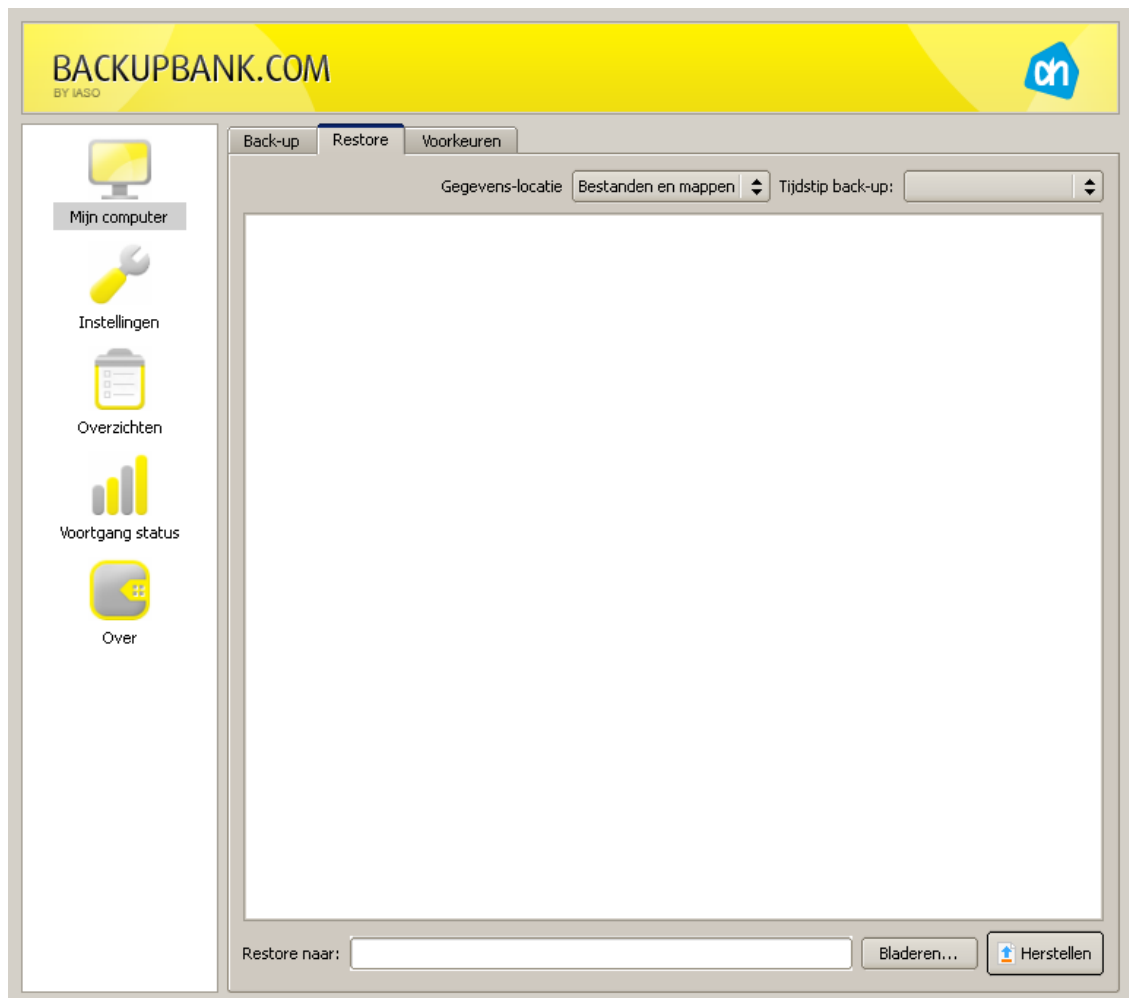 BACKUPBANK.COM
BY IASO
ah
Mijn computer
Instellingen
Overzichten
Voortgang status
Over
Back-up
Restore
Voorkeuren
Gegevens-locatie
Bestanden en mappen
Tijdstip back-up:
Restore naar:
Bladeren...
Herstellen